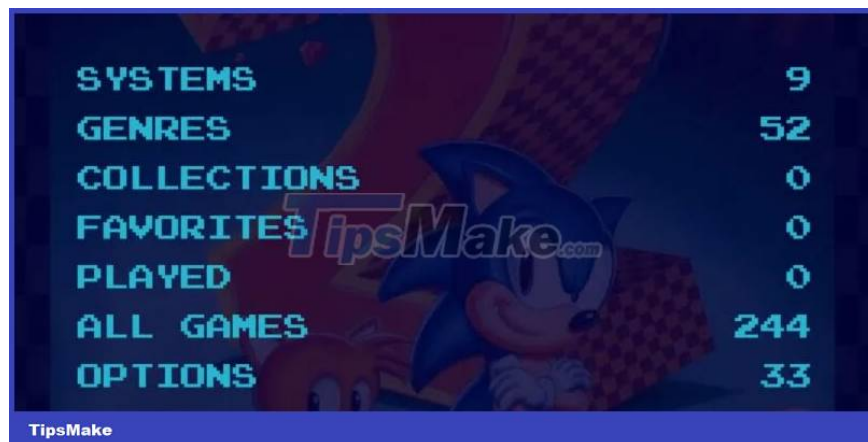 SYSTEMS 9
GENRES 52
COLLECTIONS 0
FAVORITES 0
PLAYED 0
ALL GAMES 244
OPTIONS 33
TipsMake.com
TipsMake